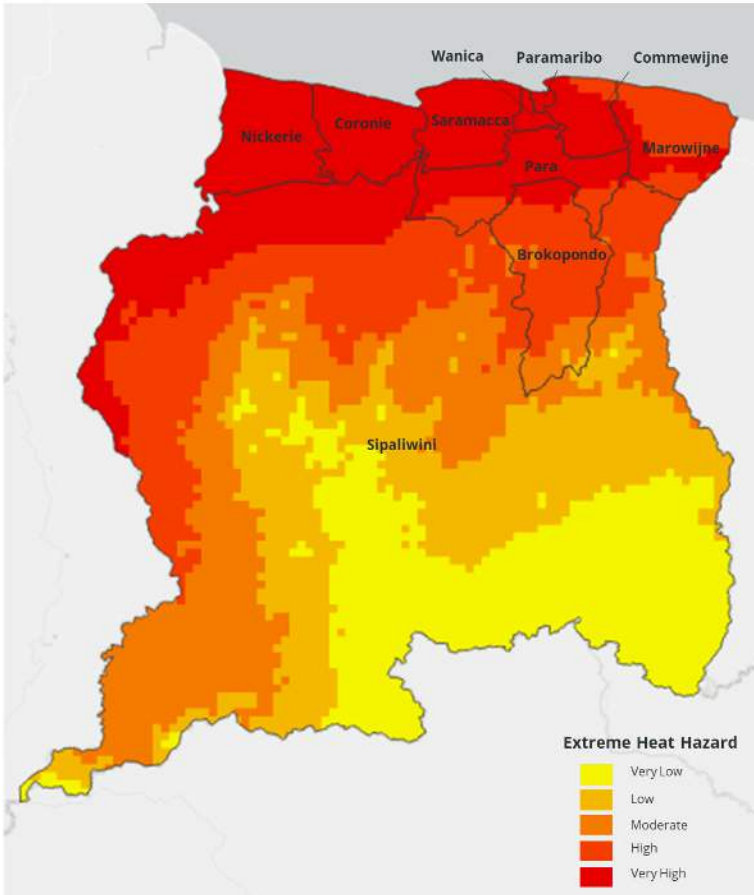 Wanica
Paramaribo
Commewijne
Nickerie
Coronie
Saramacca
Marowijne
Para
Brokopondo
Sipaliwini
Extreme Heat Hazard
Very Low
Low
Moderate
High
Very High